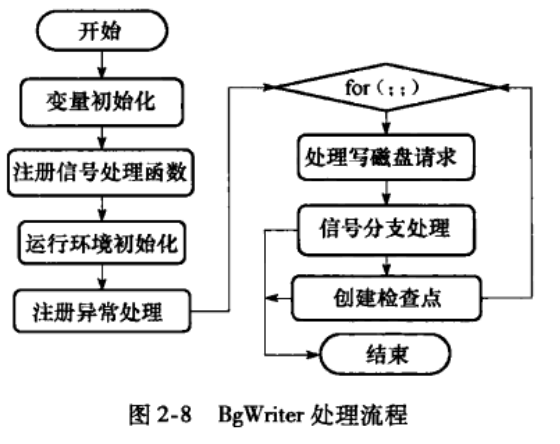 开始
变量初始化
注册信号处理函数
运行环境初始化
注册异常处理
for（；；）
处理写磁盘请求
信号分支处理
创建检查点
结束
图 2-8 BgWriter 处理流程